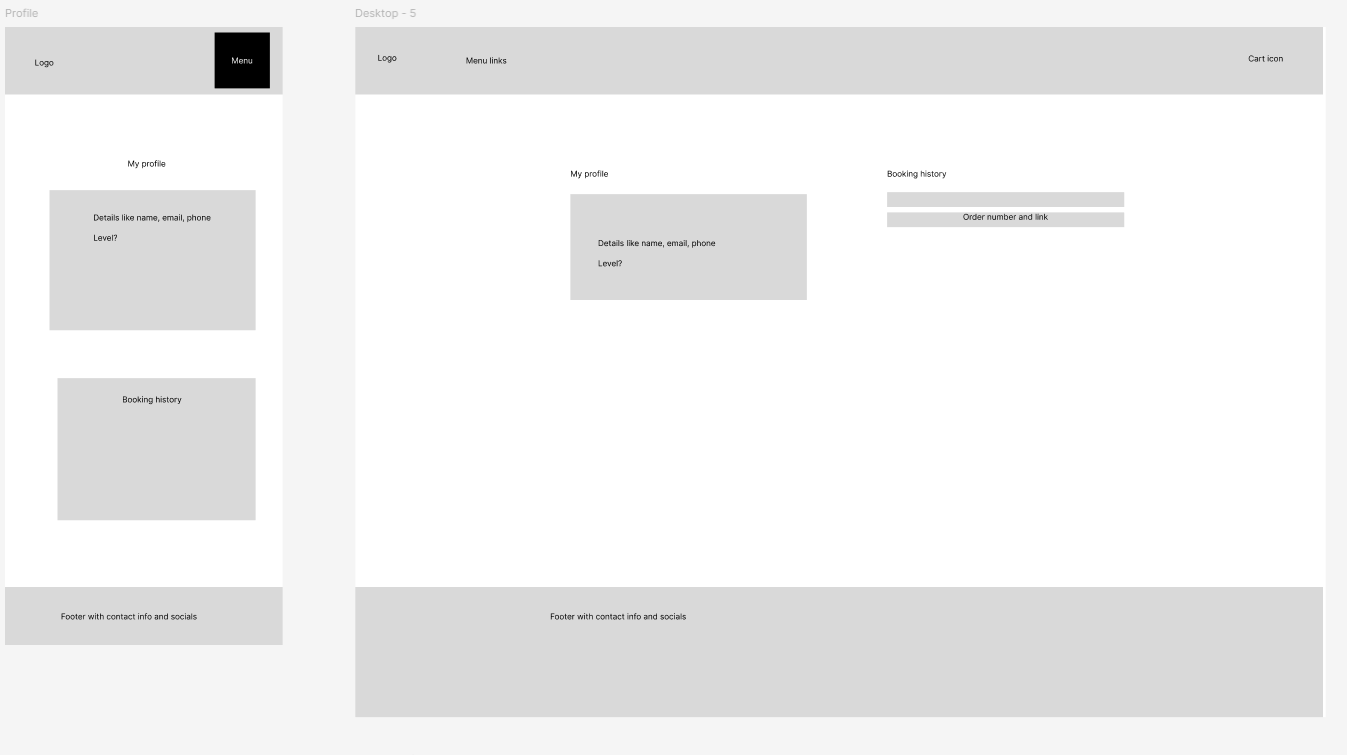 Profile
Logo
Menu
My profile
Details like name, email, phone
Level?
Booking history
Footer with contact info and socials
Desktop - 5
Logo
Menu links
Cart icon
My profile
Details like name, email, phone
Level?
Booking history
Order number and link
Footer with contact info and socials